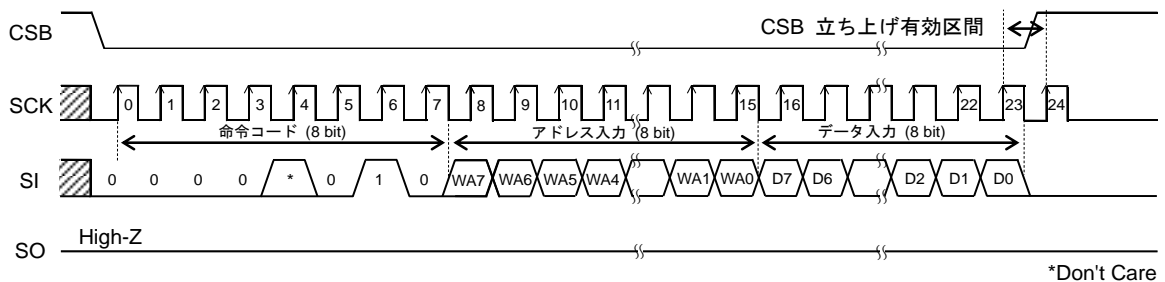 CSB
CSB 立ち上げ有効区間
SCK
0 1 2 3 4 5 6 7 8 9 10 11 15 16 22 23 24
命令コード (8 bit) アドレス入力 (8 bit) データ入力 (8 bit)
SI
0 0 0 0 * 0 1 0 WA7 WA6 WA5 WA4 WA1 WA0 D7 D6 D2 D1 D0
High-Z
SO
*Don't Care